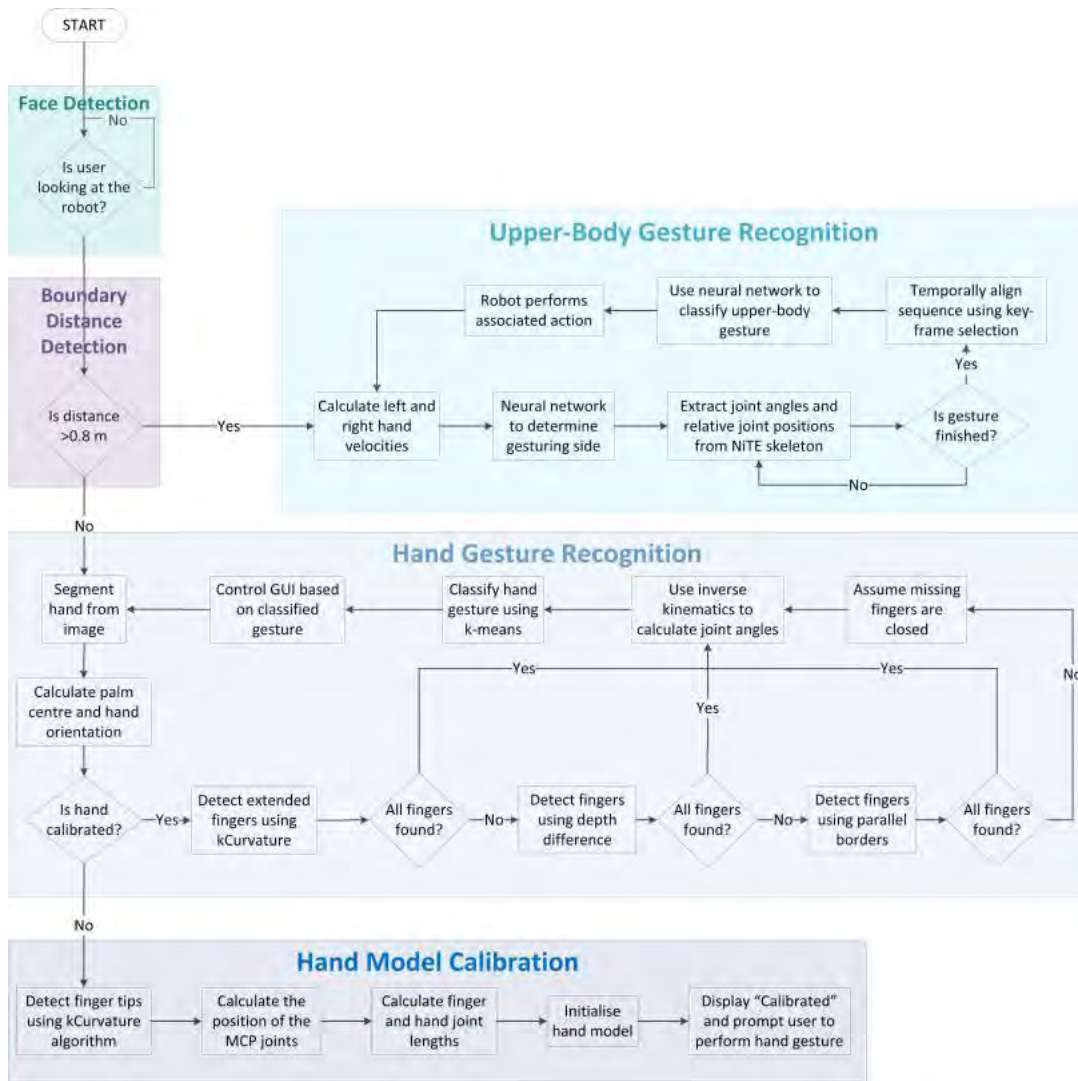 START
Face Detection
No
Is user
looking at the
robot?
Boundary
Distance
Detection
Is distance
>0.8 m
Yes
No
Upper-Body Gesture Recognition
Robot performs
associated action
Use neural network to
classify upper-body
gesture
Temporally align
sequence using key-
frame selection
Yes
Calculate left and
right hand
velocities
Neural network
to determine
gesturing side
Extract joint angles and
relative joint positions
from NiTE skeleton
Is gesture
finished?
No
Hand Gesture Recognition
Segment
hand from
image
Control GUI based
on classified
gesture
Classify hand
gesture using
k-means
Use inverse
kinematics to
calculate joint angles
Assume missing
fingers are
closed
Yes
Yes
No
Calculate palm
centre and hand
orientation
Yes
Is hand
calibrated?
Yes
Detect extended
fingers using
kCurvature
All fingers
found?
No
Detect fingers
using depth
difference
All fingers
found?
No
Detect fingers
using parallel
borders
All fingers
found?
No
Hand Model Calibration
Detect finger tips
using kCurvature
algorithm
Calculate the
position of the
MCP joints
Calculate finger
and hand joint
lengths
Initialise
hand model
Display “Calibrated”
and prompt user to
perform hand gesture